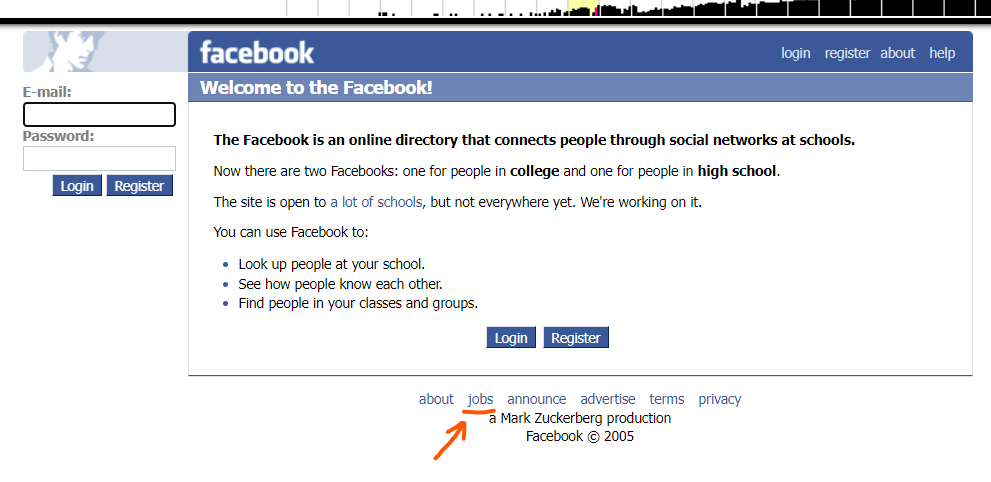 facebook
login register about help
E-mail:
Password:
Login Register
Welcome to the Facebook!
The Facebook is an online directory that connects people through social networks at schools.
Now there are two Facebooks: one for people in college and one for people in high school.
The site is open to a lot of schools, but not everywhere yet. We're working on it.
You can use Facebook to:
• Look up people at your school.
• See how people know each other.
• Find people in your classes and groups.
Login Register
about jobs announce advertise terms privacy
a Mark Zuckerberg production
Facebook © 2005